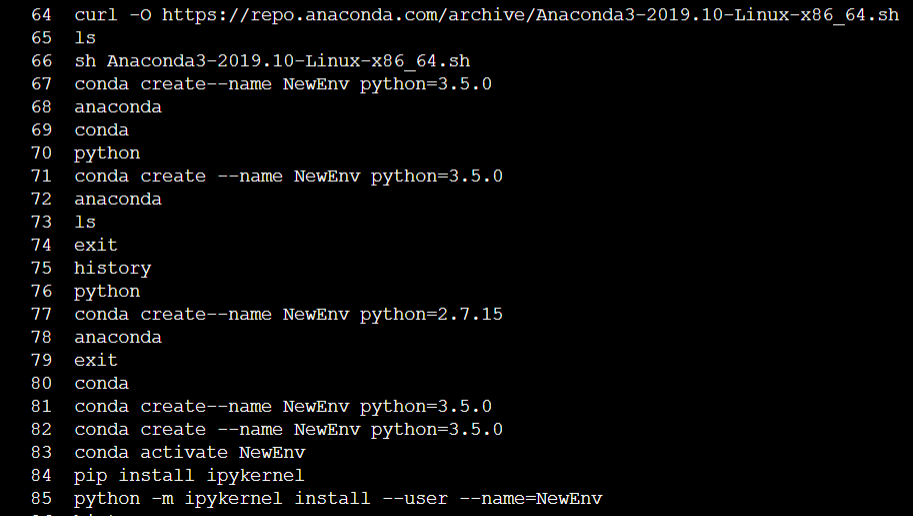 64 curl -O https://repo.anaconda.com/archive/Anaconda3-2019.10-Linux-x86_64.sh
65 ls
66 sh Anaconda3-2019.10-Linux-x86_64.sh
67 conda create--name NewEnv python=3.5.0
68 anaconda
69 conda
70 python
71 conda create --name NewEnv python=3.5.0
72 anaconda
73 ls
74 exit
75 history
76 python
77 conda create--name NewEnv python=2.7.15
78 anaconda
79 exit
80 conda
81 conda create--name NewEnv python=3.5.0
82 conda create --name NewEnv python=3.5.0
83 conda activate NewEnv
84 pip install ipykernel
85 python -m ipykernel install --user --name=NewEnv